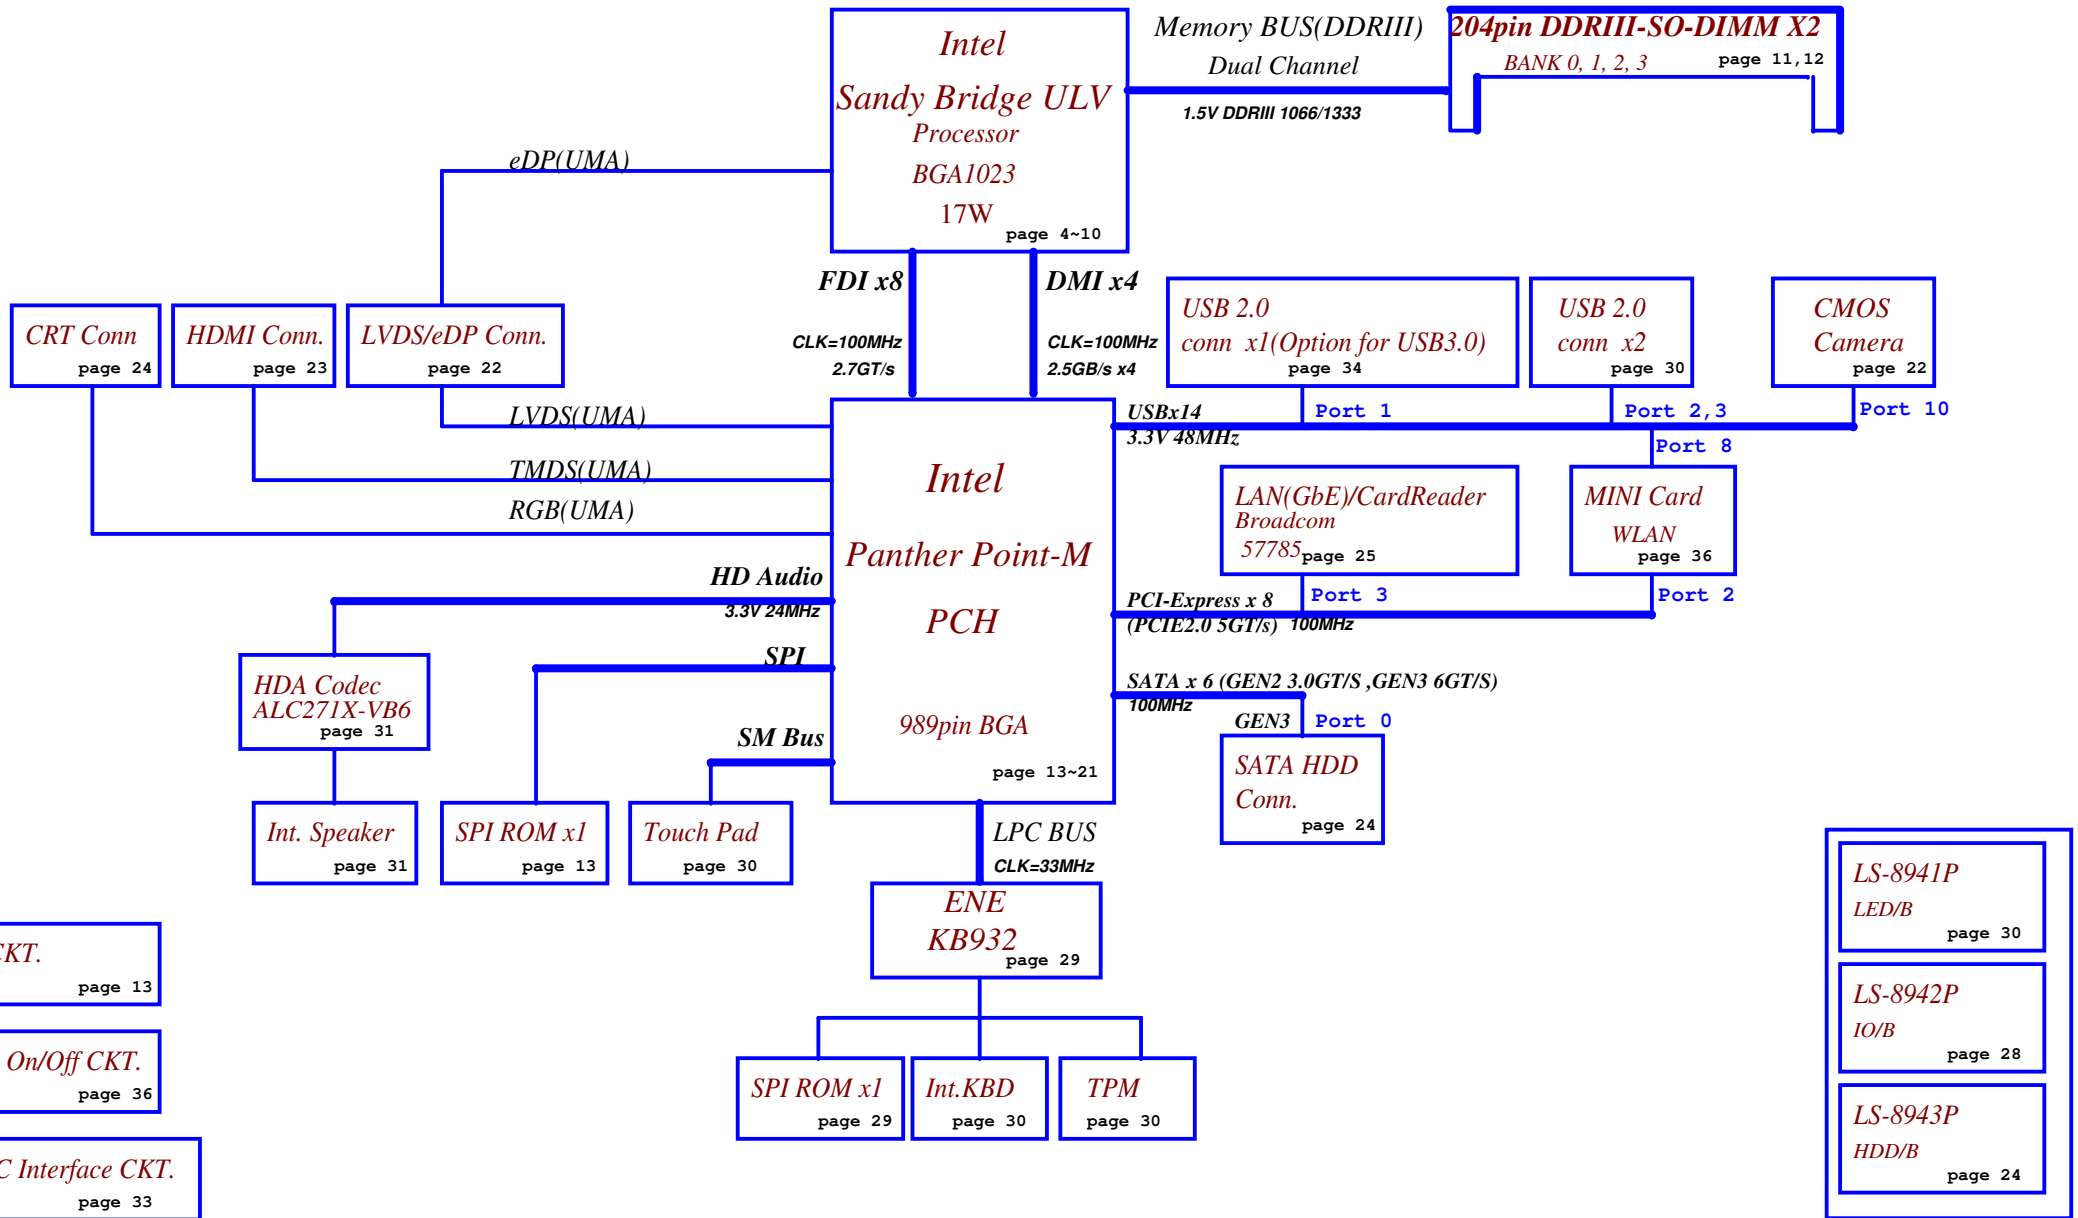 Intel
Sandy Bridge ULV
Processor
BGA1023
17W
page 4~10
Memory BUS(DDRIII)
Dual Channel
1.5V DDRIII 1066/1333
204pin DDRIII-SO-DIMM X2
BANK 0, 1, 2, 3
page 11,12
eDP(UMA)
FDI x8
CLK=100MHz
2.7GT/s
DMI x4
CLK=100MHz
2.5GB/s x4
CRT Conn
page 24
HDMI Conn.
page 23
LVDS/eDP Conn.
page 22
USB 2.0
conn x1(Option for USB3.0)
page 34
USB 2.0
conn x2
page 30
CMOS
Camera
page 22
USBx14
3.3V 48MHz
Port 1
Port 2,3
Port 10
Port 8
LVDS(UMA)
TMDS(UMA)
RGB(UMA)
Intel
Panther Point-M
PCH
989pin BGA
page 13~21
LAN(GbE)/CardReader
Broadcom
57785
page 25
MINI Card
WLAN
page 36
Port 3
Port 2
PCI-Express x 8
(PCIE2.0 5GT/s)
100MHz
HD Audio
3.3V 24MHz
SPI
SM Bus
HDA Codec
ALC271X-VB6
page 31
SATA x 6 (GEN2 3.0GT/S ,GEN3 6GT/S)
100MHz
GEN3
Port 0
SATA HDD
Conn.
page 24
Int. Speaker
page 31
SPI ROM x1
page 13
Touch Pad
page 30
LPC BUS
CLK=33MHz
ENE
KB932
page 29
SPI ROM x1
page 29
Int.KBD
page 30
TPM
page 30
CKT.
page 13
On/Off CKT.
page 36
C Interface CKT.
page 33
LS-8941P
LED/B
page 30
LS-8942P
IO/B
page 28
LS-8943P
HDD/B
page 24